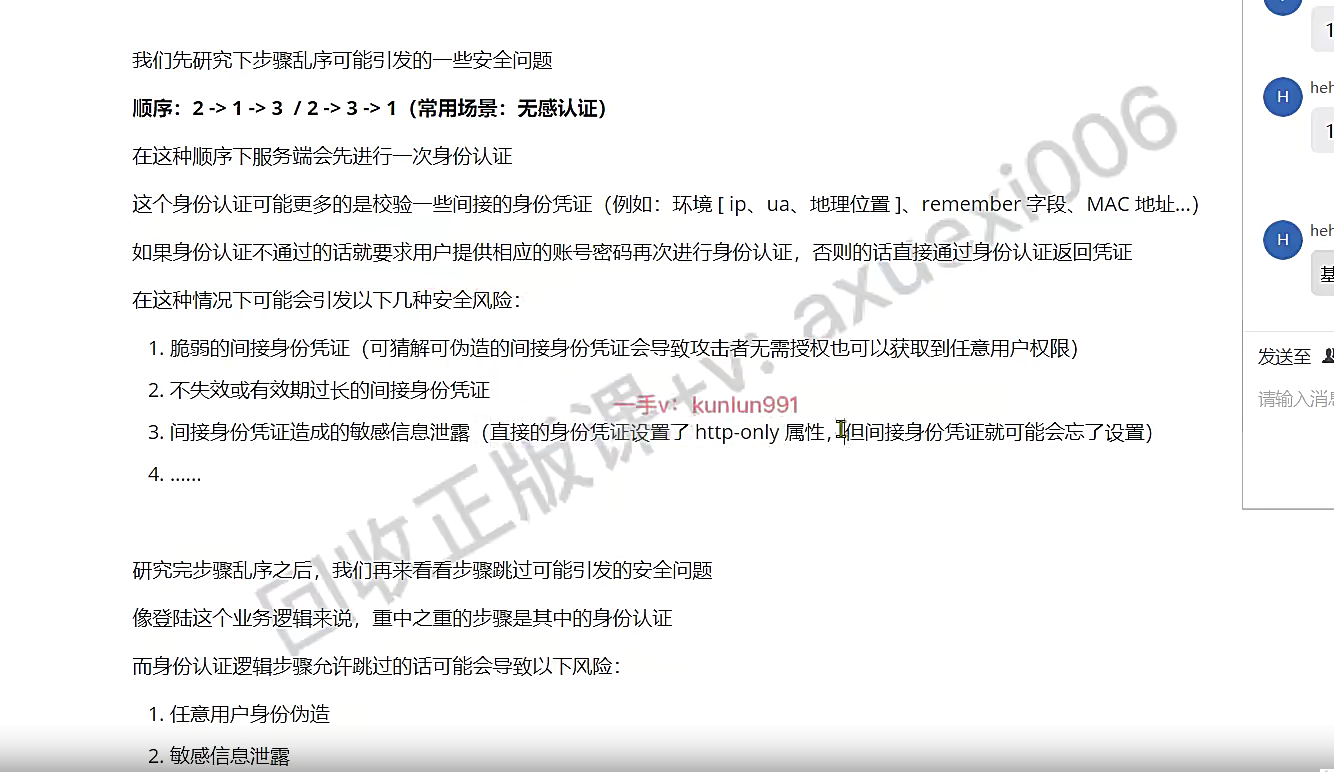 我们先研究下步骤乱序可能引发的一些安全问题
顺序：2 -> 1 -> 3 / 2 -> 3 -> 1（常用场景：无感认证）
在这种顺序下服务端会先进行一次身份认证
这个身份认证可能更多的是校验一些间接的身份凭证（例如：环境 [ ip、ua、地理位置 ]、remember 字段、MAC 地址...）
如果身份认证不通过的话就要求用户提供相应的账号密码再次进行身份认证，否则的话直接通过身份认证返回凭证
在这种情况下可能会引发以下几种安全风险：
1. 脆弱的间接身份凭证（可猜解可伪造的间接身份凭证会导致攻击者无需授权也可以获取到任意用户权限）
2. 不失效或有效期过长的间接身份凭证
一手v：kunlun991
3. 间接身份凭证造成的敏感信息泄露（直接的身份凭证设置了 http-only 属性，但间接身份凭证就可能会忘了设置）
4. ......
回收正版课+v: axuexi006
研究完步骤乱序之后，我们再来看看步骤跳过可能引发的安全问题
像登陆这个业务逻辑来说，重中之重的步骤是其中的身份认证
而身份认证逻辑步骤允许跳过的话可能会导致以下风险：
1. 任意用户身份伪造
2. 敏感信息泄露
1
H
heh
1
H
heh
基
发送至
请输入消息